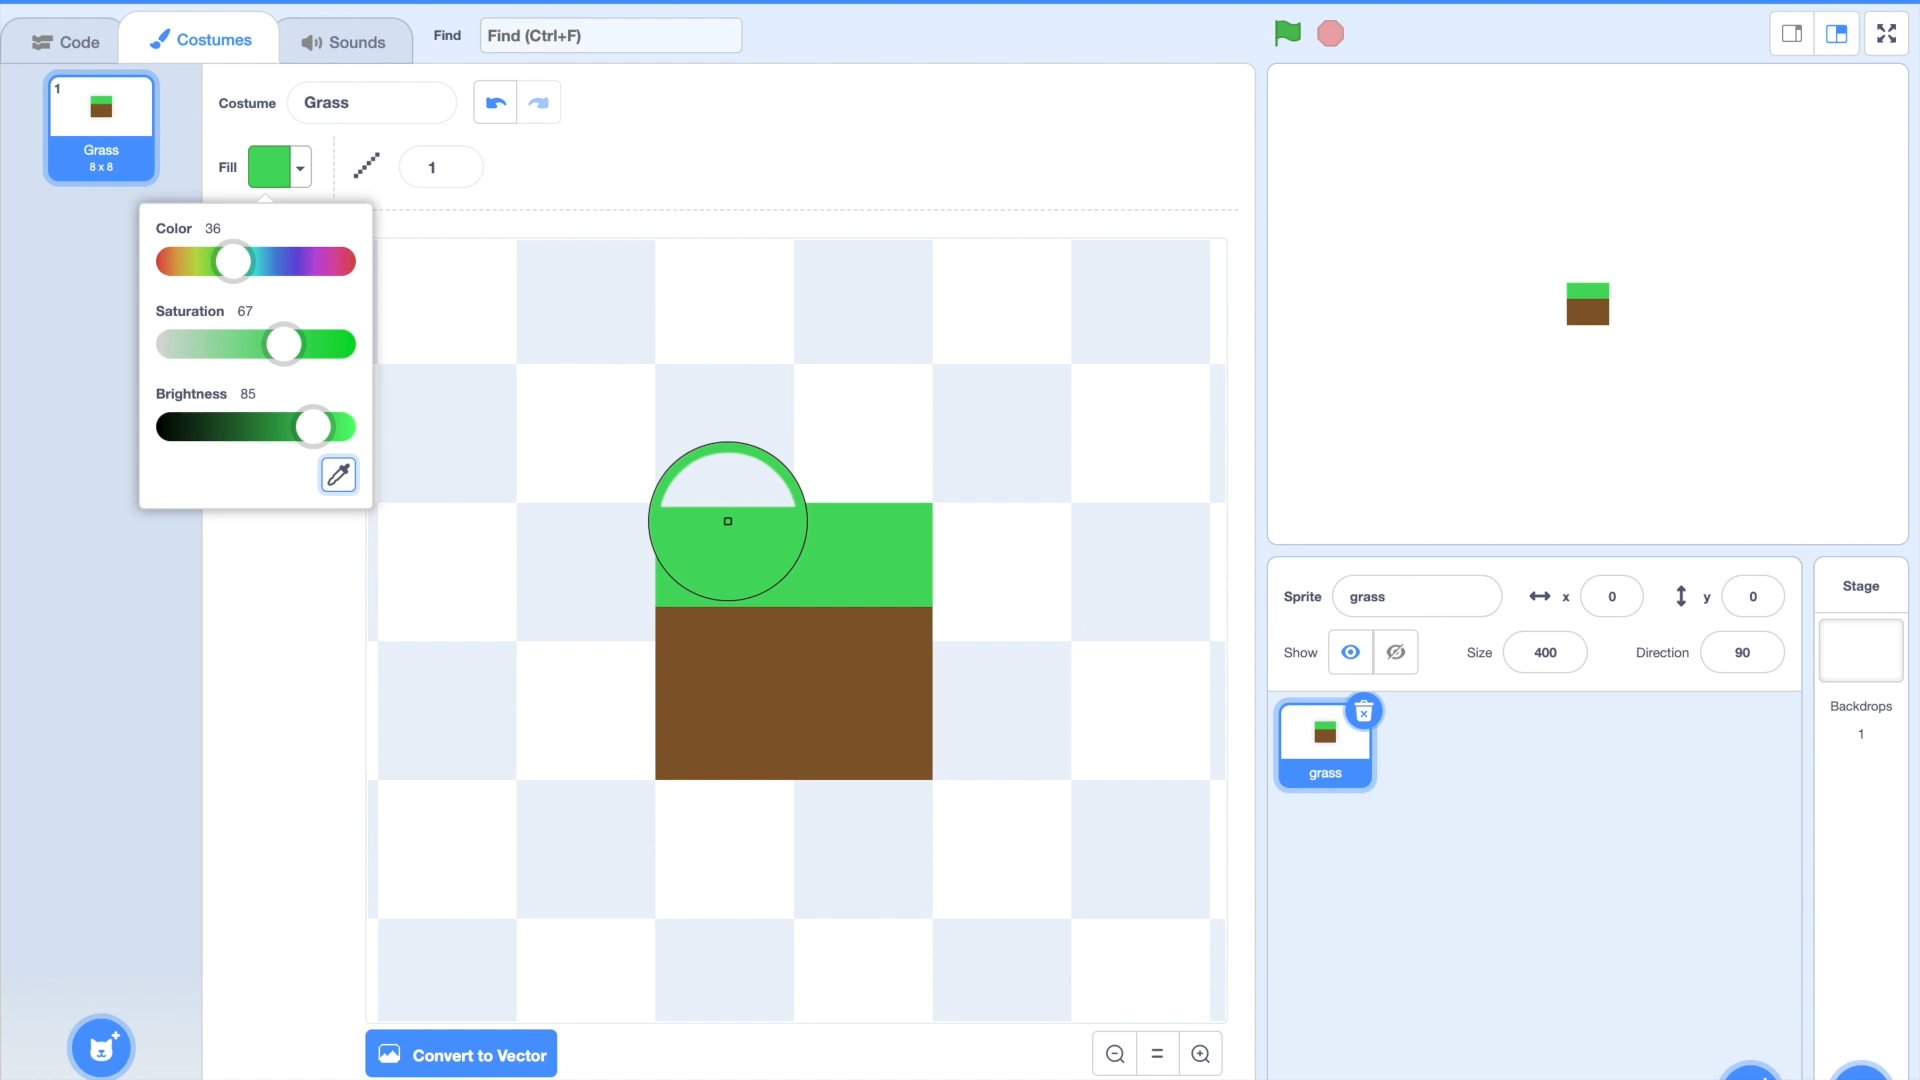 Code
Costumes
Sounds
Find
Find (Ctrl+F)
1
Grass
8 x 8
Costume
Grass
Fill
1
Color 36
Saturation 67
Brightness 85
Convert to Vector
Sprite
grass
x
0
y
0
Show
Size
400
Direction
90
grass
Stage
Backdrops
1